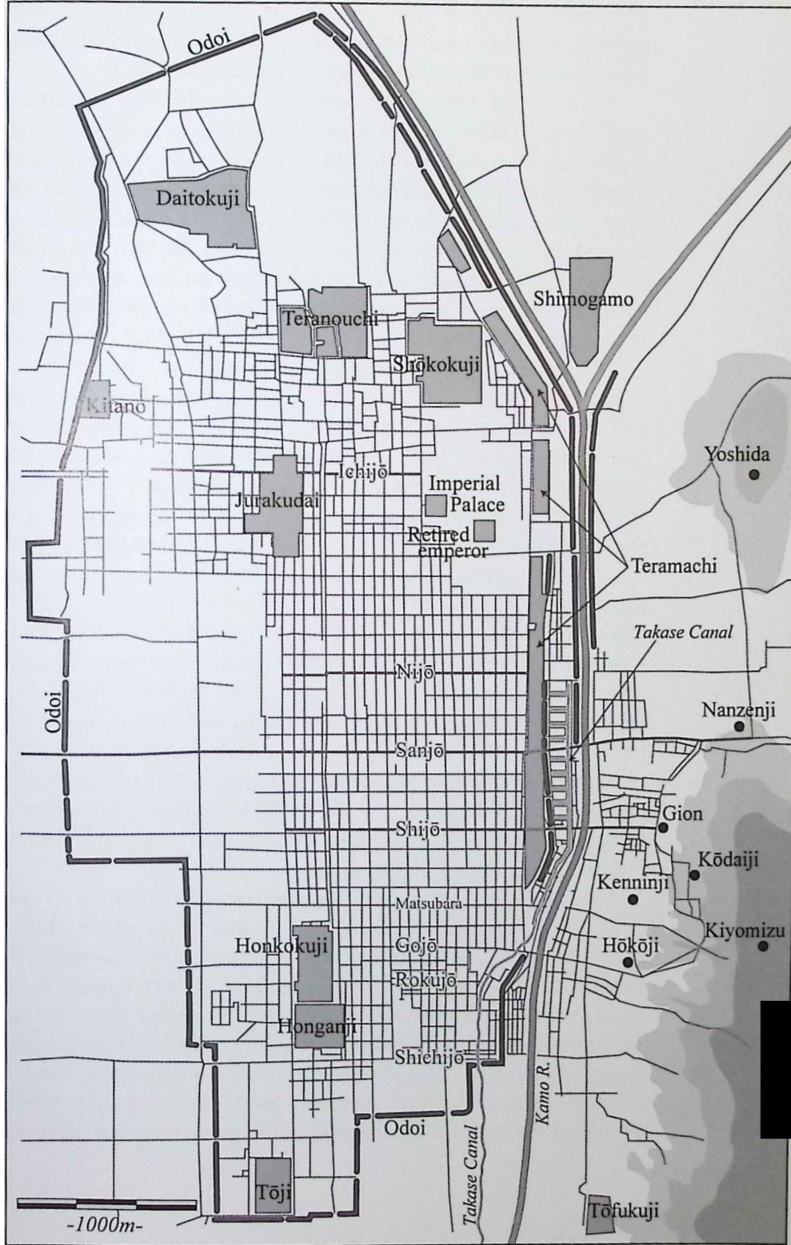 Odoi
Daitokuji
Shimogamo
Teranouchi
Shōkokuji
Kitano
Yoshida
Ichijō
Imperial
Palace
Jurakudai
Retired
emperor
Teramachi
Takase Canal
Nijō
Odoi
Nanzenji
Sanjō
Shijō
Gion
Kōdaiji
Kenninji
Matsubara
Kiyomizu
Honkokuji
Gojō
Hōkōji
Rokujō
Honganji
Shichijō
Kamo R.
Odoi
Takase Canal
Tōji
Tōfukuji
-1000m-